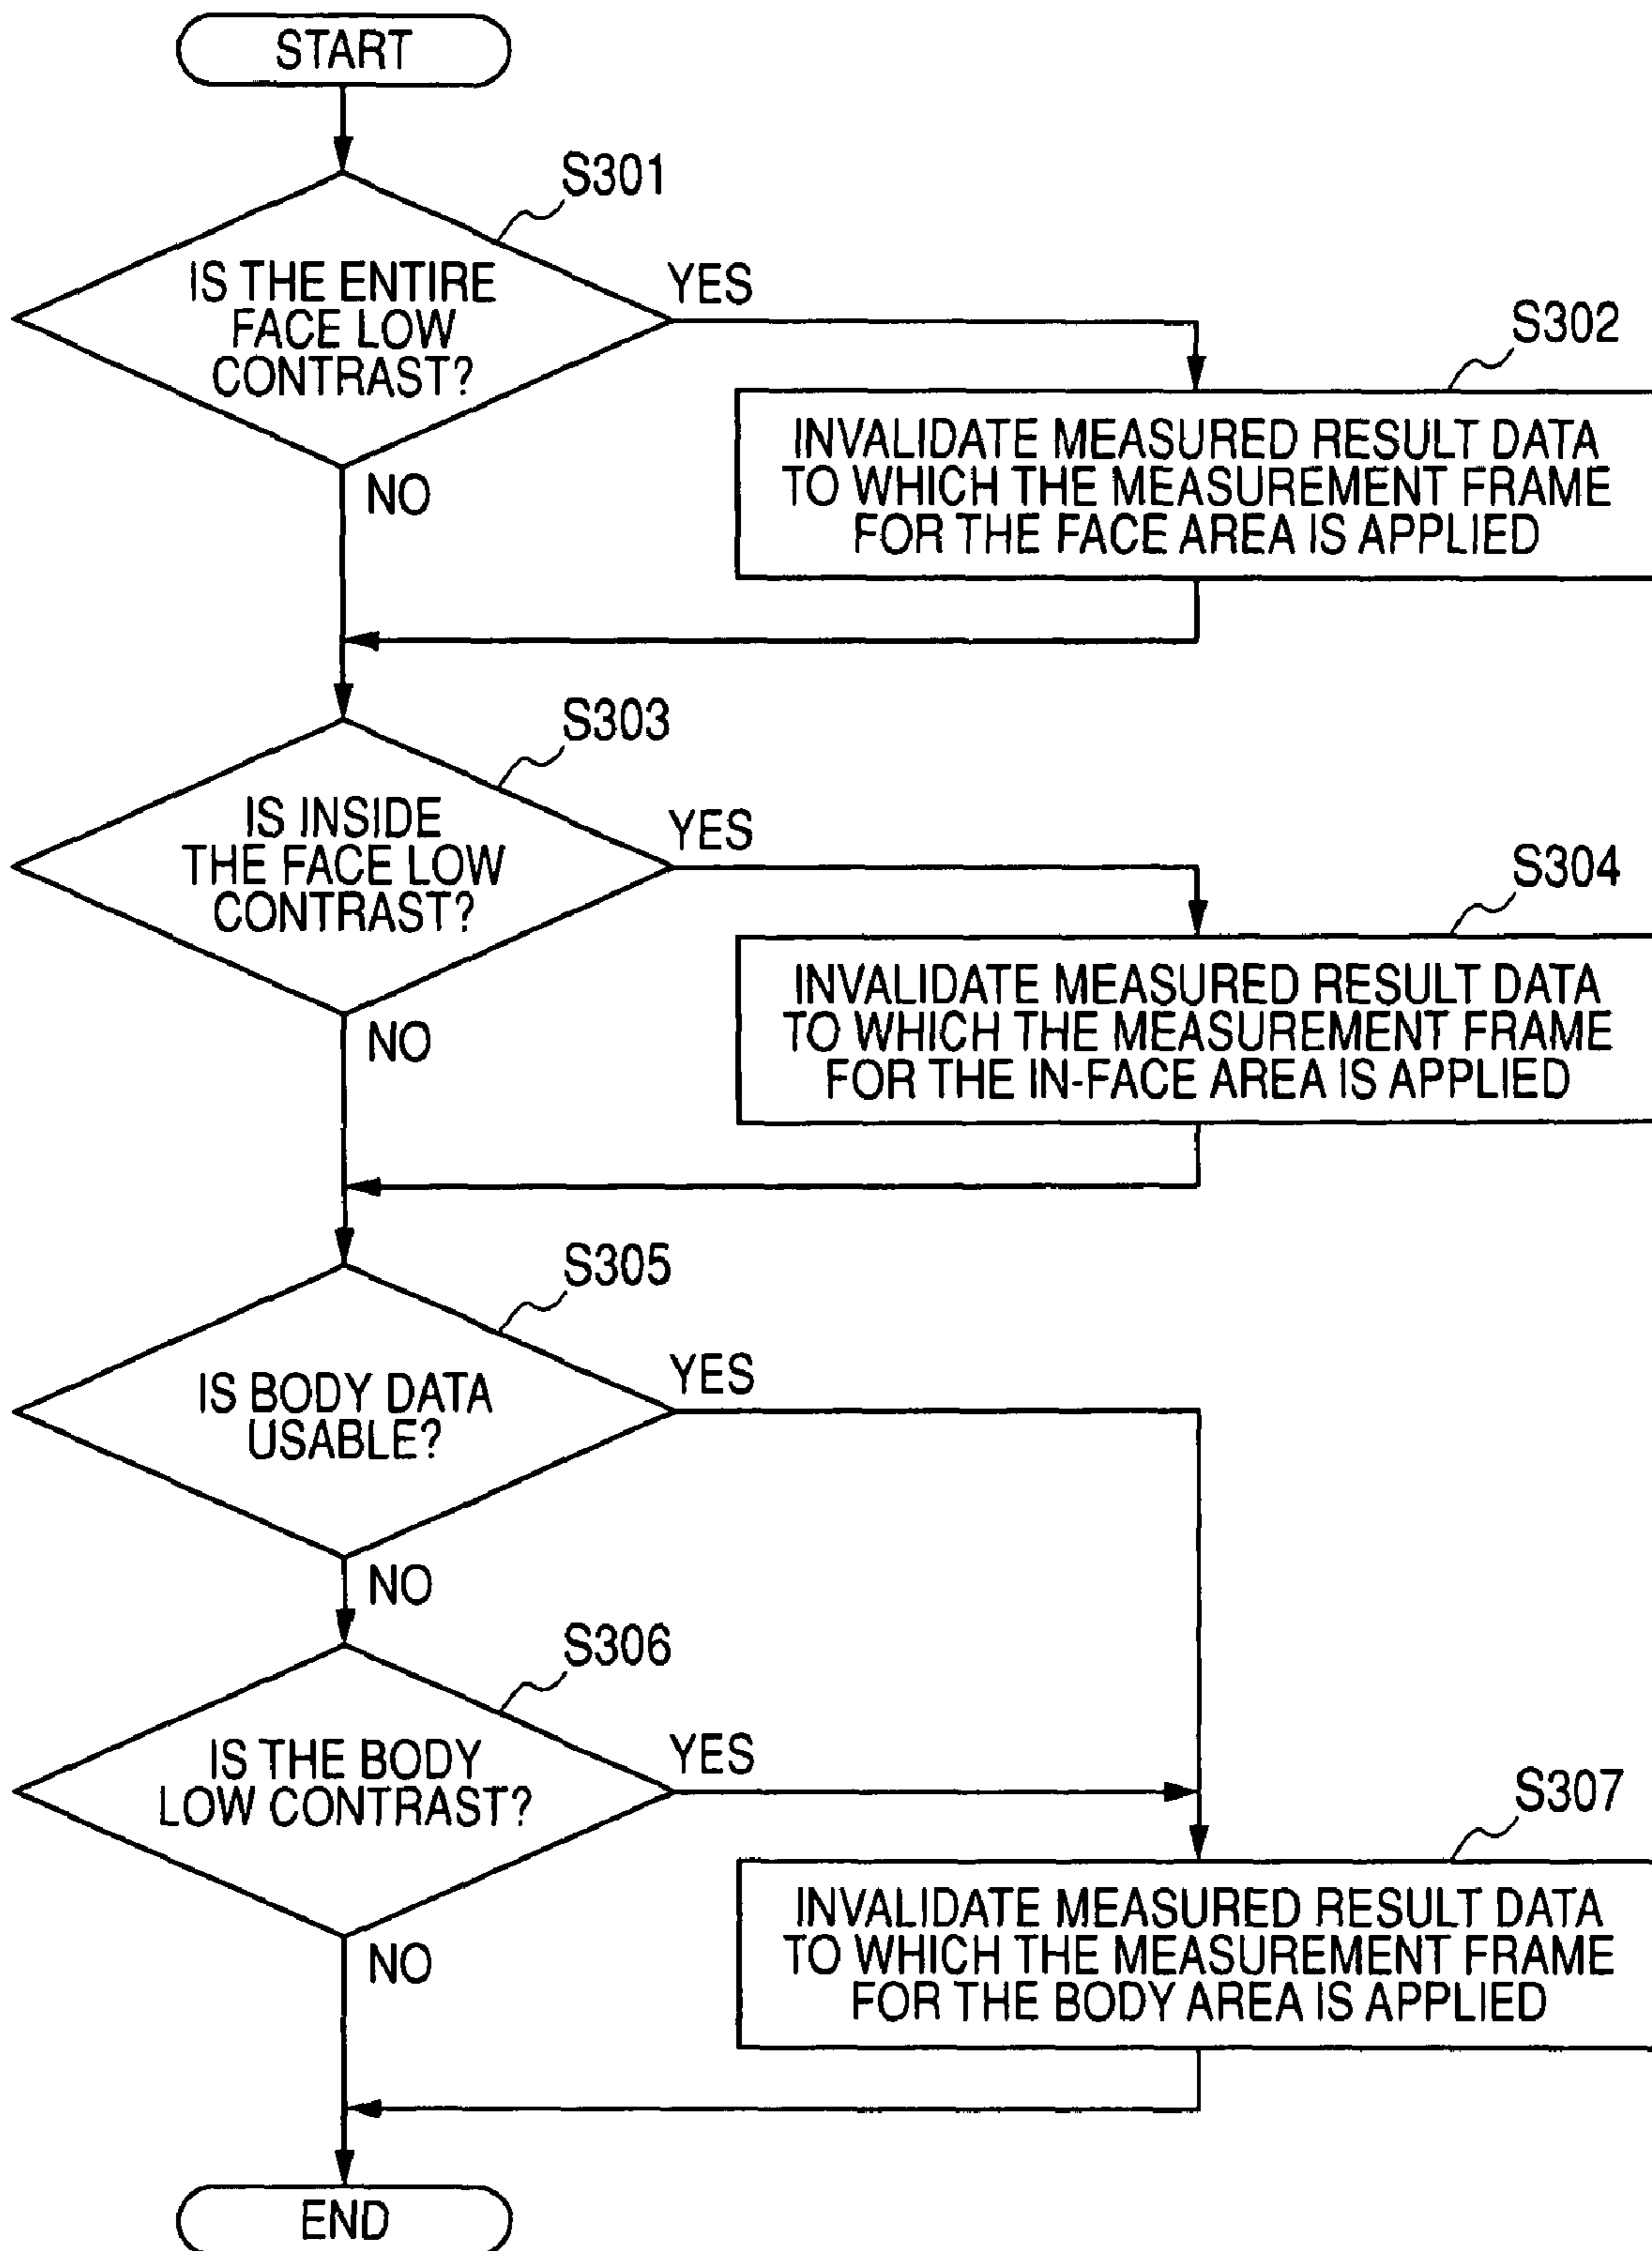 START
S301
IS THE ENTIRE
FACE LOW
CONTRAST?
YES
NO
S302
INVALIDATE MEASURED RESULT DATA
TO WHICH THE MEASUREMENT FRAME
FOR THE FACE AREA IS APPLIED
S303
IS INSIDE
THE FACE LOW
CONTRAST?
YES
NO
S304
INVALIDATE MEASURED RESULT DATA
TO WHICH THE MEASUREMENT FRAME
FOR THE IN-FACE AREA IS APPLIED
S305
IS BODY DATA
USABLE?
YES
NO
S306
IS THE BODY
LOW CONTRAST?
YES
NO
S307
INVALIDATE MEASURED RESULT DATA
TO WHICH THE MEASUREMENT FRAME
FOR THE BODY AREA IS APPLIED
END